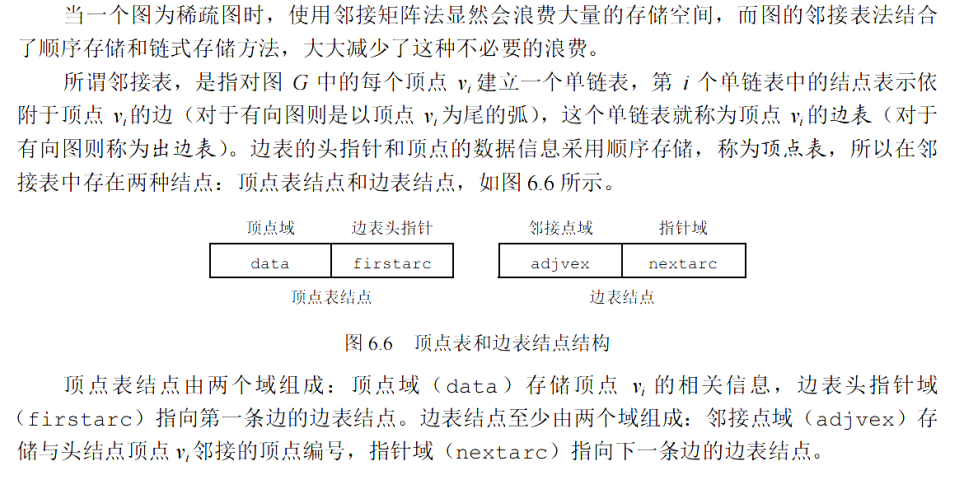 当一个图为稀疏图时，使用邻接矩阵法显然会浪费大量的存储空间，而图的邻接表法结合
了顺序存储和链式存储方法，大大减少了这种不必要的浪费。
所谓邻接表，是指对图 G 中的每个顶点 vi 建立一个单链表，第 i 个单链表中的结点表示依
附于顶点 vi 的边（对于有向图则是以顶点 vi 为尾的弧），这个单链表就称为顶点 vi 的边表（对于
有向图则称为出边表）。边表的头指针和顶点的数据信息采用顺序存储，称为顶点表，所以在邻
接表中存在两种结点：顶点表结点和边表结点，如图 6.6 所示。
顶点域 边表头指针 邻接点域 指针域
data firstarc adjvex nextarc
顶点表结点 边表结点
图 6.6 顶点表和边表结点结构
顶点表结点由两个域组成：顶点域（data）存储顶点 vi 的相关信息，边表头指针域
（firstarc）指向第一条边的边表结点。边表结点至少由两个域组成：邻接点域（adjvex）存
储与头结点顶点 vi 邻接的顶点编号，指针域（nextarc）指向下一条边的边表结点。